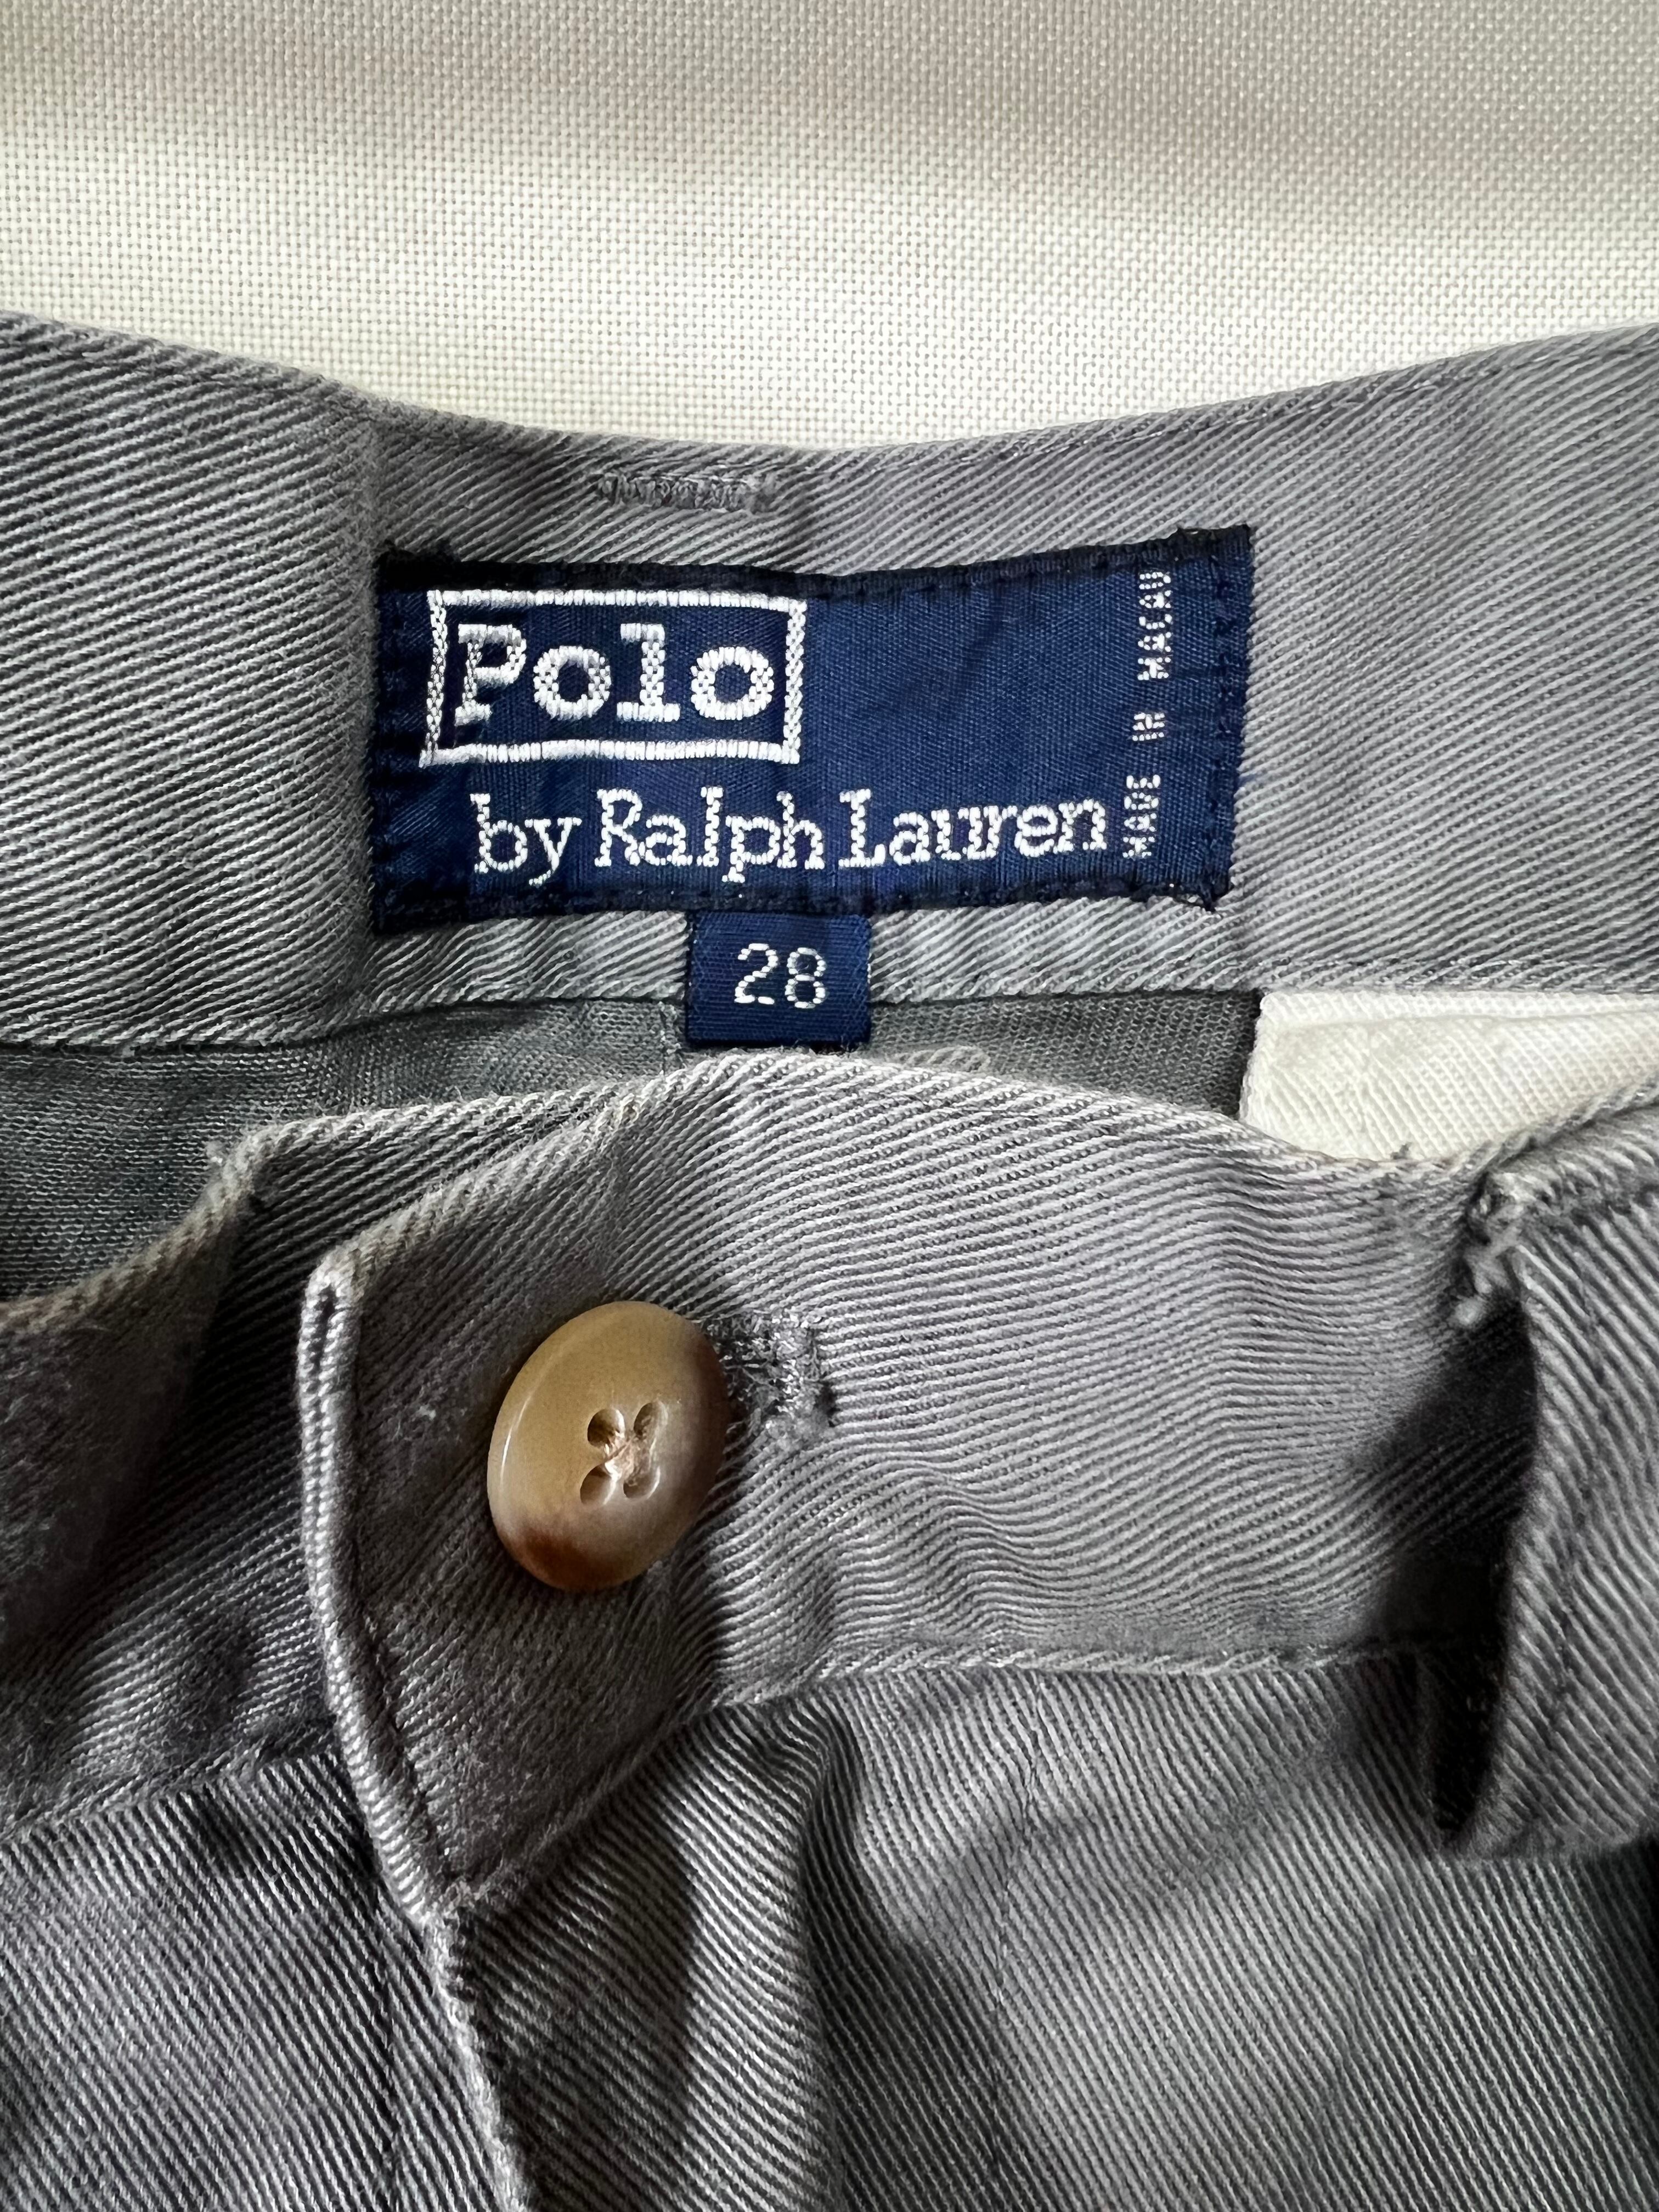 Polo
by Ralph Lauren
MADE IN MACAU
28